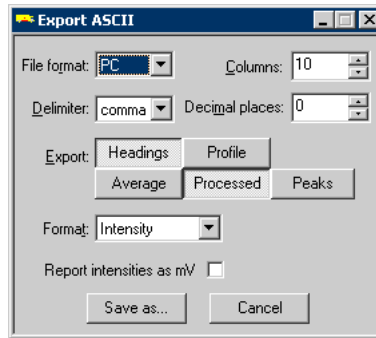 Export ASCII
File format: PC Columns: 10
Delimiter: comma Decimal places: 0
Export: Headings Profile
Average Processed Peaks
Format: Intensity
Report intensities as mV
Save as... Cancel